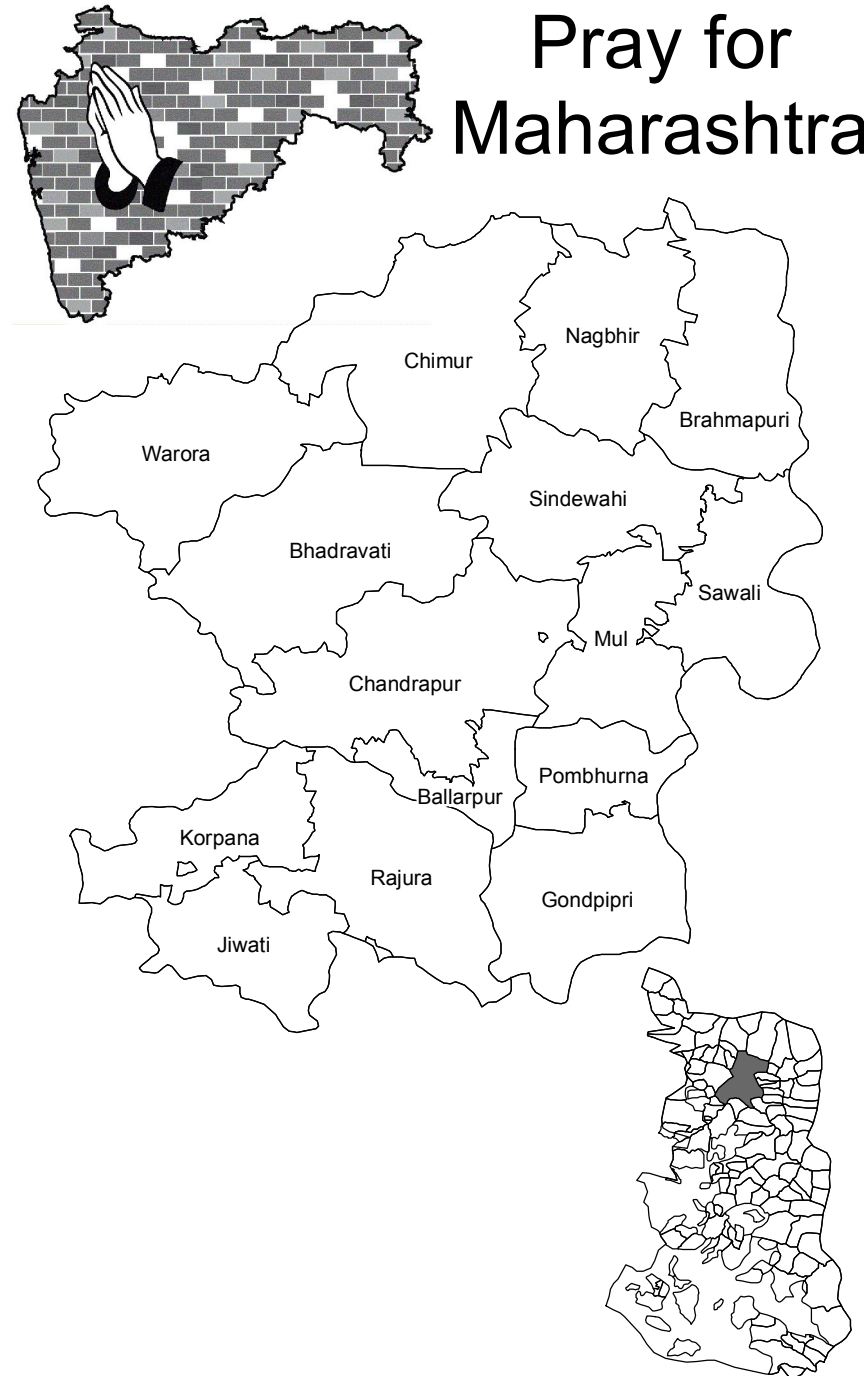 Pray for
Maharashtra
Nagbhir
Chimur
Brahmapuri
Warora
Sindewahi
Bhadravati
Sawali
Mul
Chandrapur
Pombhurna
Ballarpur
Korpana
Rajura
Gondpipri
Jiwati